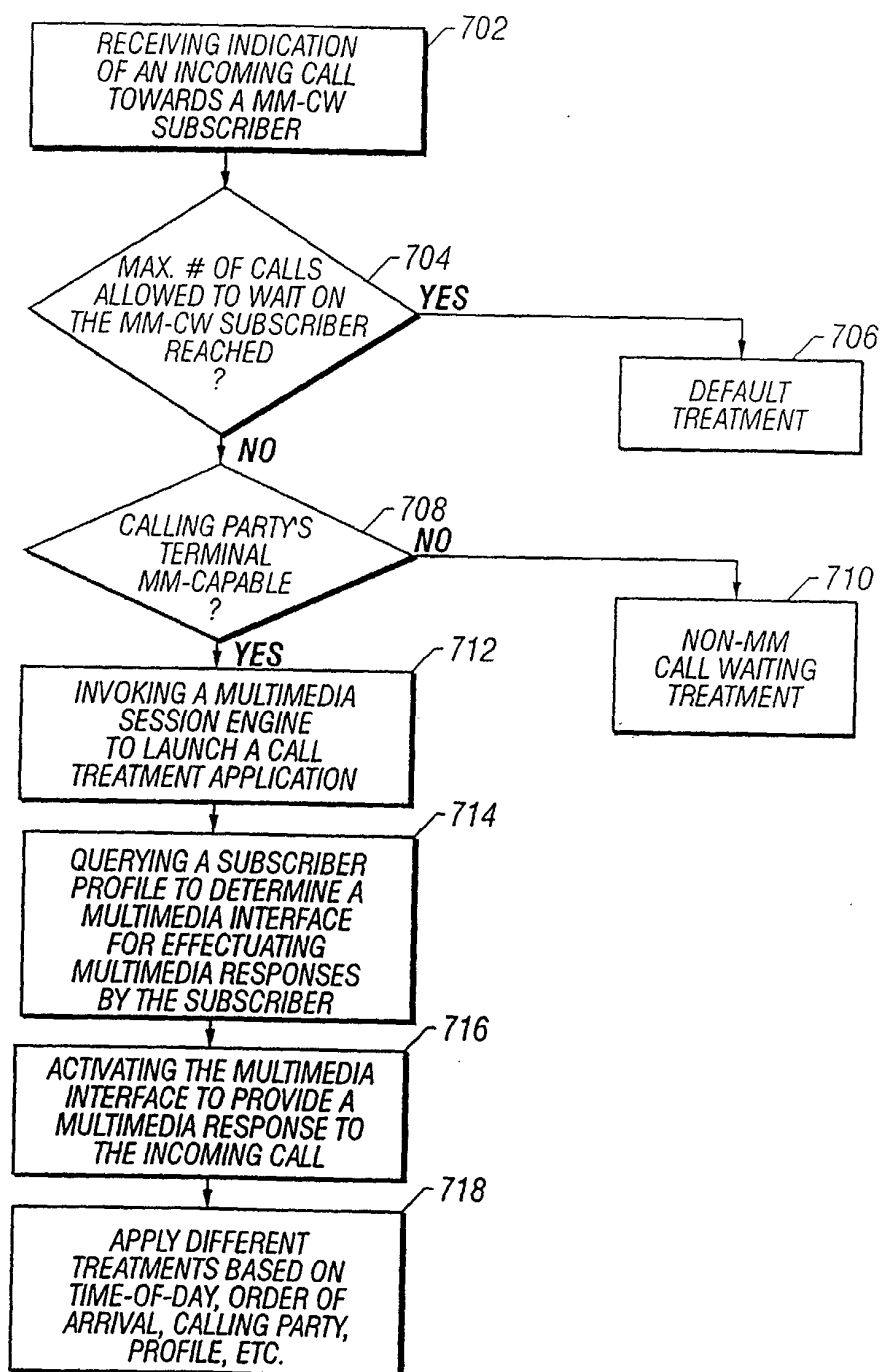 702
RECEIVING INDICATION
OF AN INCOMING CALL
TOWARDS A MM-CW
SUBSCRIBER
704
MAX. # OF CALLS
ALLOWED TO WAIT ON
THE MM-CW SUBSCRIBER
REACHED
?
YES
706
DEFAULT
TREATMENT
NO
708
CALLING PARTY'S
TERMINAL
MM-CAPABLE
?
NO
710
NON-MM
CALL WAITING
TREATMENT
YES
712
INVOKING A MULTIMEDIA
SESSION ENGINE
TO LAUNCH A CALL
TREATMENT APPLICATION
714
QUERYING A SUBSCRIBER
PROFILE TO DETERMINE A
MULTIMEDIA INTERFACE
FOR EFFECTUATING
MULTIMEDIA RESPONSES
BY THE SUBSCRIBER
716
ACTIVATING THE MULTIMEDIA
INTERFACE TO PROVIDE A
MULTIMEDIA RESPONSE TO
THE INCOMING CALL
718
APPLY DIFFERENT
TREATMENTS BASED ON
TIME-OF-DAY, ORDER OF
ARRIVAL, CALLING PARTY,
PROFILE, ETC.